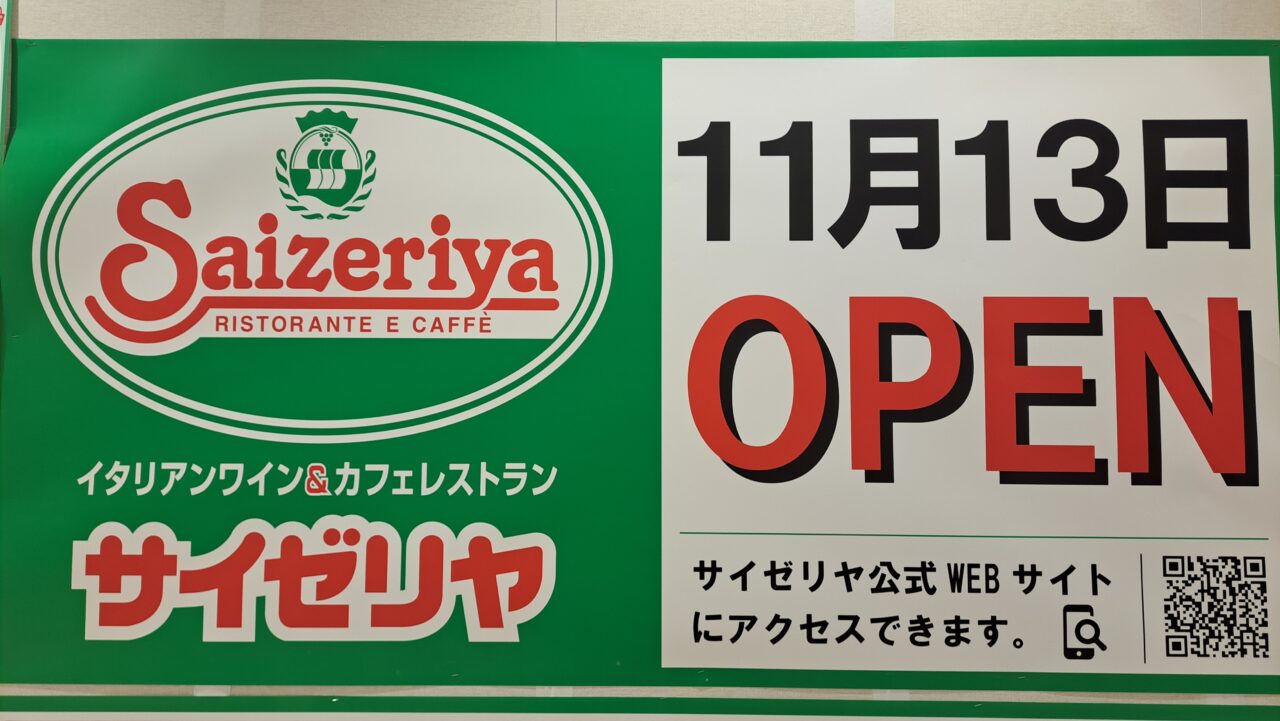 Saizeriya
RISTORANTE E CAFFÈ
イタリアンワイン&カフェレストラン
サイゼリヤ
11月13日
OPEN
サイゼリヤ公式WEBサイト
にアクセスできます。